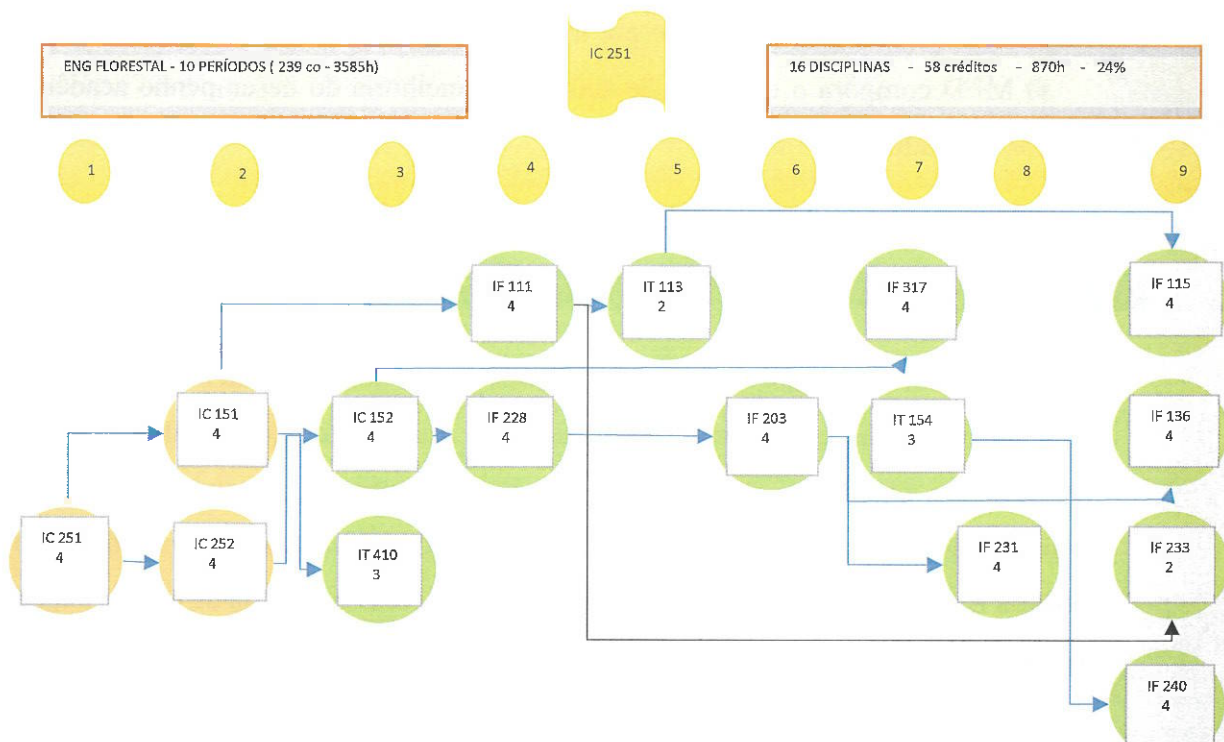 IC 251
ENG FLORESTAL - 10 PERÍODOS ( 239 co - 3585h)
16 DISCIPLINAS - 58 créditos - 870h - 24%
1
2
3
4
5
6
7
8
9
IF 111
4
IT 113
2
IF 317
4
IF 115
4
IC 151
4
IC 152
4
IF 228
4
IF 203
4
IT 154
3
IF 136
4
IC 251
4
IC 252
4
IT 410
3
IF 231
4
IF 233
2
IF 240
4